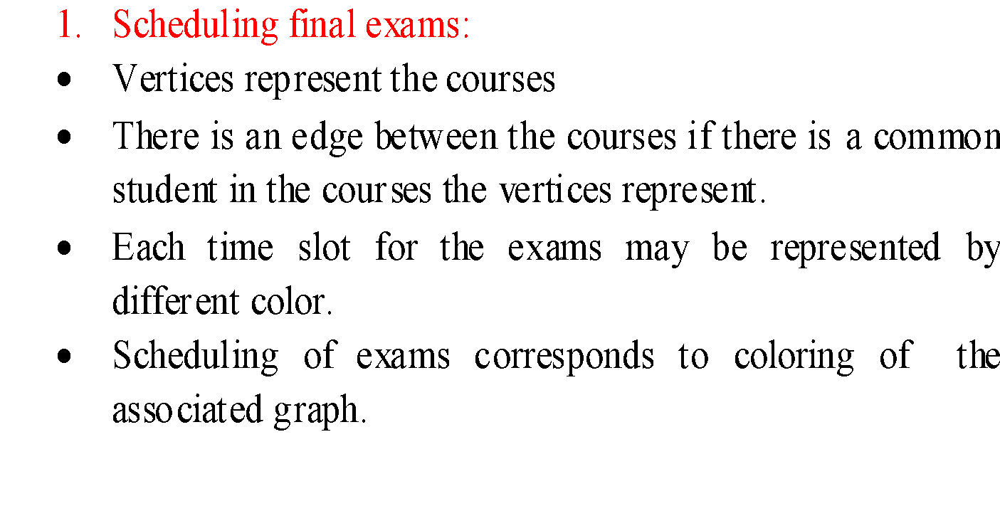 1. Scheduling final exams:
• Vertices represent the courses
• There is an edge between the courses if there is a common
student in the courses the vertices represent.
• Each time slot for the exams may be represented by
different color.
• Scheduling of exams corresponds to coloring of the
associated graph.